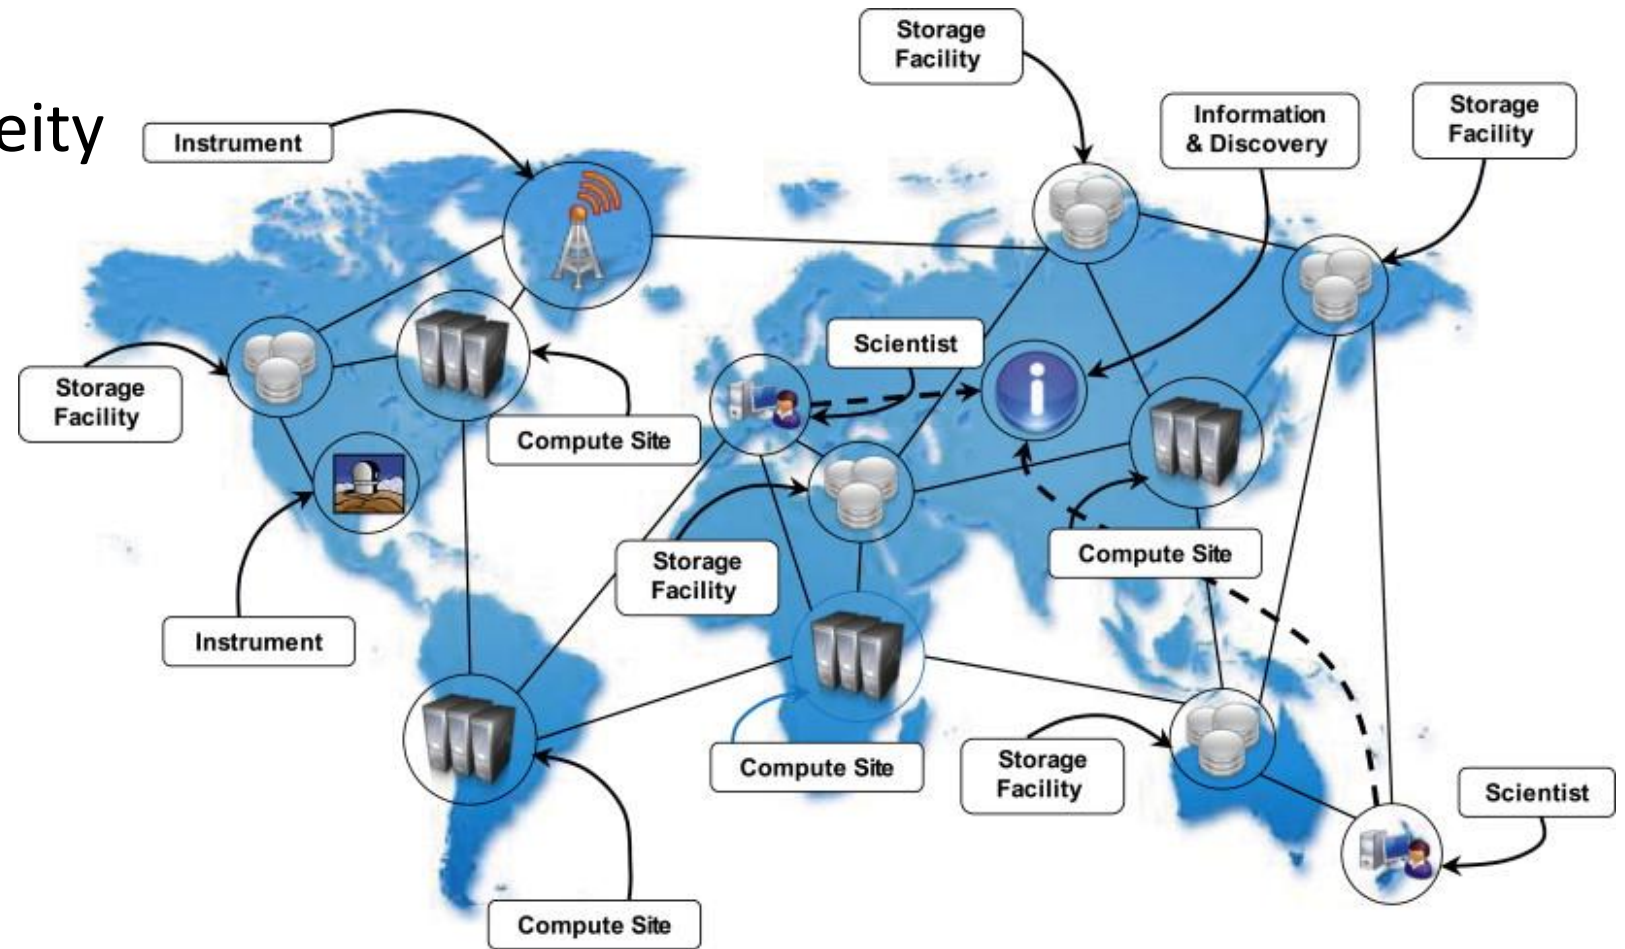 Storage
Facility
eity
Instrument
Information
& Discovery
Storage
Facility
Scientist
Storage
Facility
Compute Site
Storage
Facility
Compute Site
Instrument
Compute Site
Storage
Facility
Scientist
Compute Site